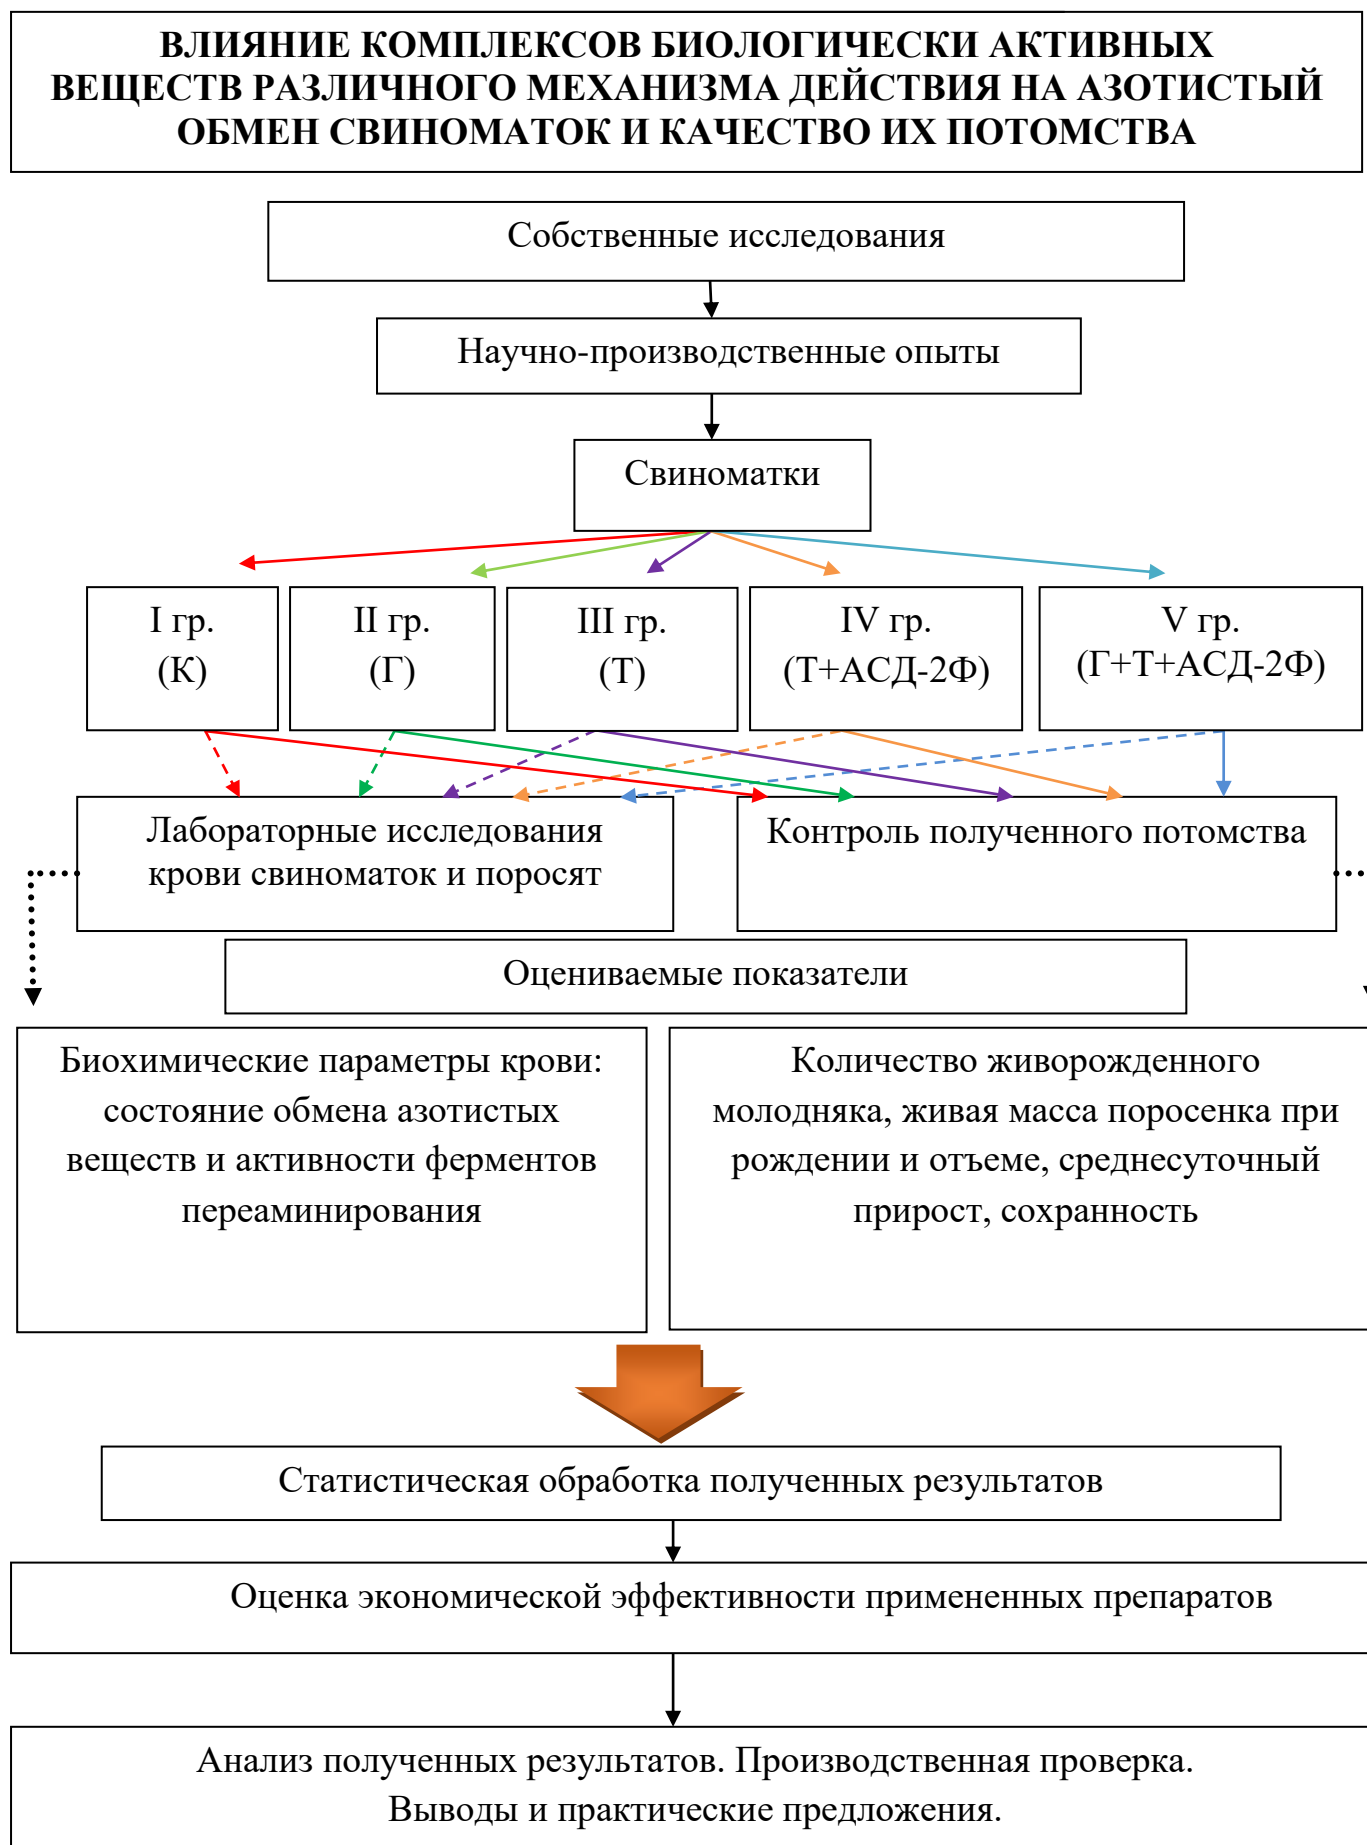 ВЛИЯНИЕ КОМПЛЕКСОВ БИОЛОГИЧЕСКИ АКТИВНЫХ
ВЕЩЕСТВ РАЗЛИЧНОГО МЕХАНИЗМА ДЕЙСТВИЯ НА АЗОТИСТЫЙ
ОБМЕН СВИНОМАТОК И КАЧЕСТВО ИХ ПОТОМСТВА
Собственные исследования
Научно-производственные опыты
Свиноматки
I гр.
(К)
II гр.
(Г)
III гр.
(Т)
IV гр.
(Т+АСД-2Ф)
V гр.
(Г+Т+АСД-2Ф)
Лабораторные исследования
крови свиноматок и поросят
Контроль полученного потомства
Оцениваемые показатели
Биохимические параметры крови:
состояние обмена азотистых
веществ и активности ферментов
переаминирования
Количество живорожденного
молодняка, живая масса поросенка при
рождении и отъеме, среднесуточный
прирост, сохранность
Статистическая обработка полученных результатов
Оценка экономической эффективности примененных препаратов
Анализ полученных результатов. Производственная проверка.
Выводы и практические предложения.